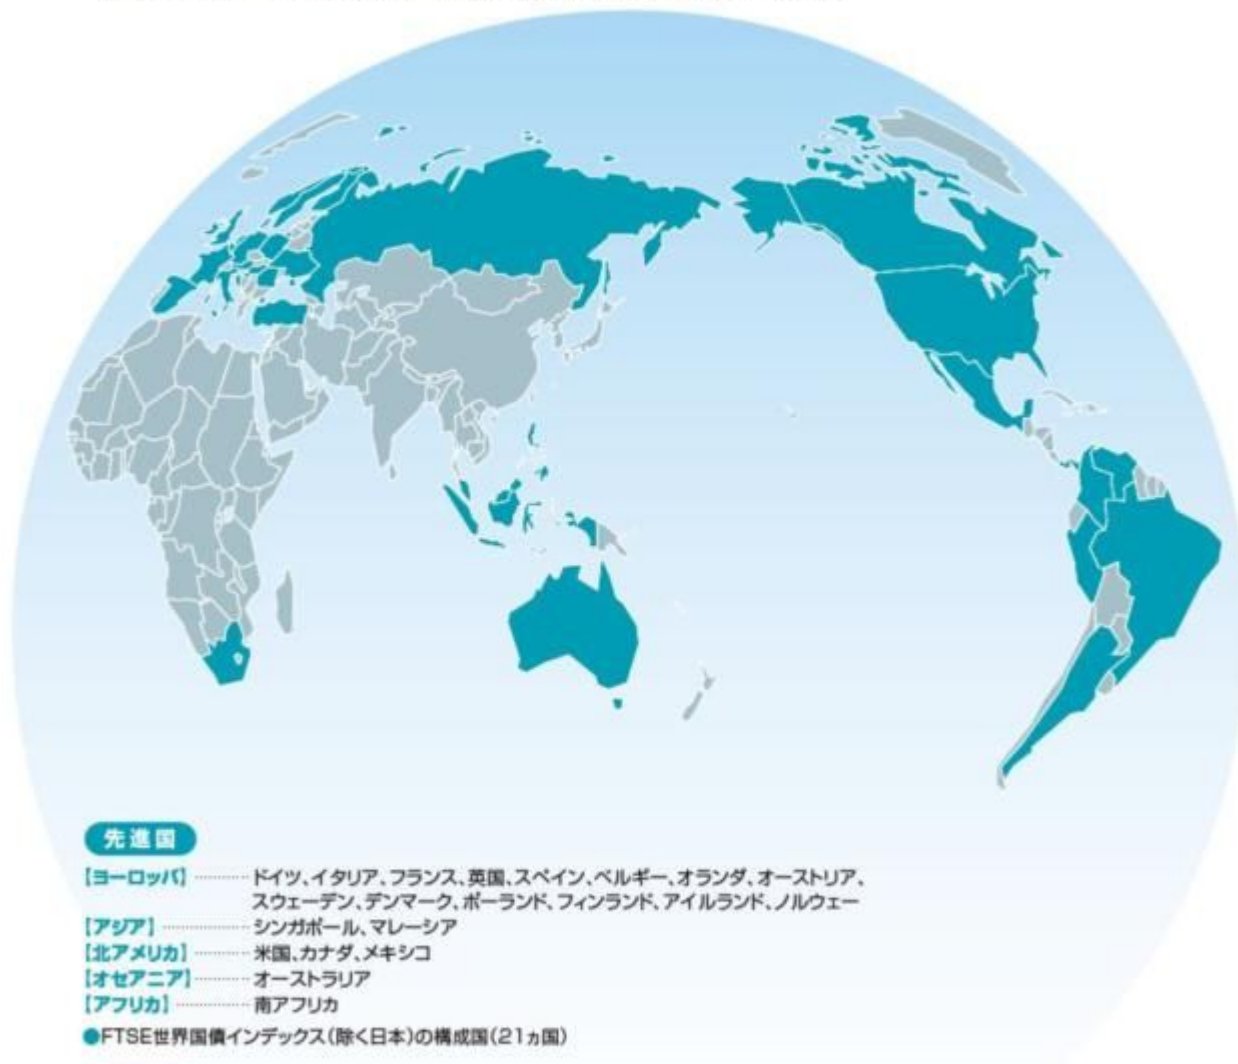 先進国
【ヨーロッパ】………ドイツ、イタリア、フランス、英国、スペイン、ベルギー、オランダ、オーストリア、
スウェーデン、デンマーク、ポーランド、フィンランド、アイルランド、ノルウェー
【アジア】………………シンガポール、マレーシア
【北アメリカ】…………米国、カナダ、メキシコ
【オセアニア】…………オーストラリア
【アフリカ】……………南アフリカ
●FTSE世界国債インデックス(除く日本)の構成国(21ヵ国)